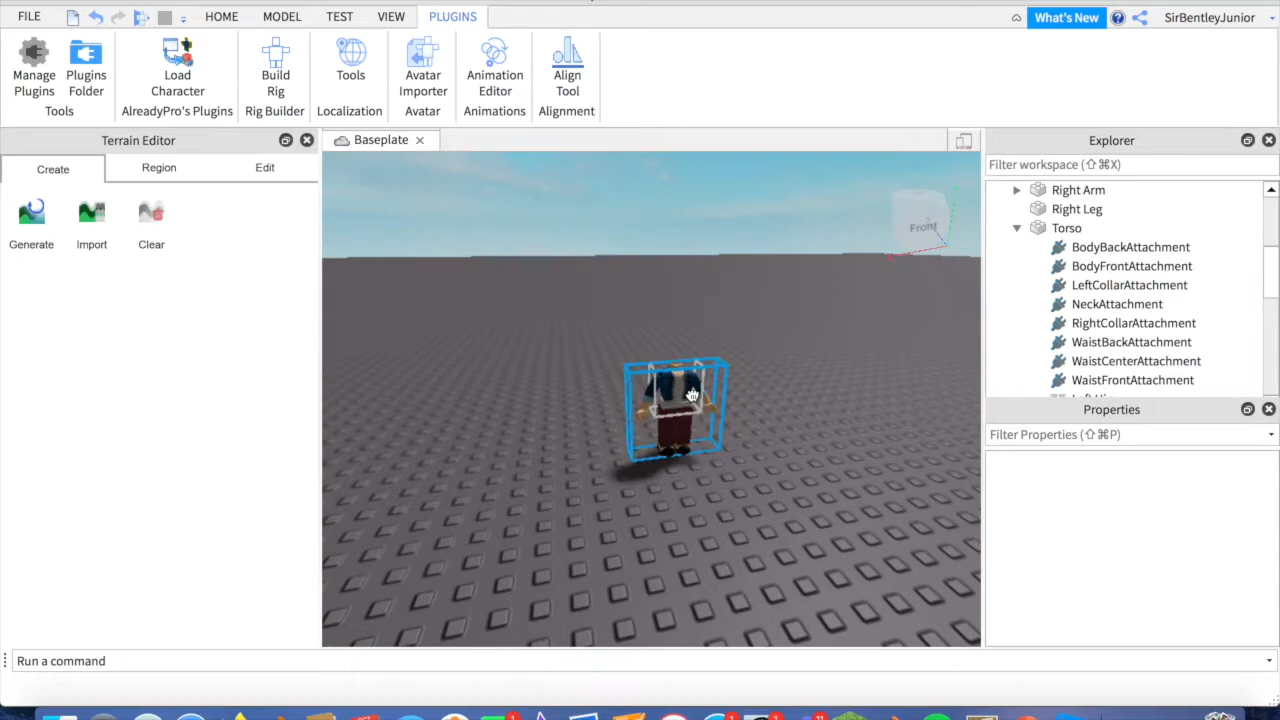 FILE HOME MODEL TEST VIEW PLUGINS What's New SirBentleyJunior
Manage Plugins
Plugins Folder
Load Character
Build Rig
Tools
Avatar Importer
Animation Editor
Align Tool
Tools AlreadyPro's Plugins Rig Builder Localization Avatar Animations Alignment
Terrain Editor
Create Region Edit
Generate Import Clear
Baseplate
Front
Explorer
Filter workspace (⇧⌘X)
Right Arm
Right Leg
Torso
BodyBackAttachment
BodyFrontAttachment
LeftCollarAttachment
NeckAttachment
RightCollarAttachment
WaistBackAttachment
WaistCenterAttachment
WaistFrontAttachment
Properties
Filter Properties (⇧⌘P)
Run a command